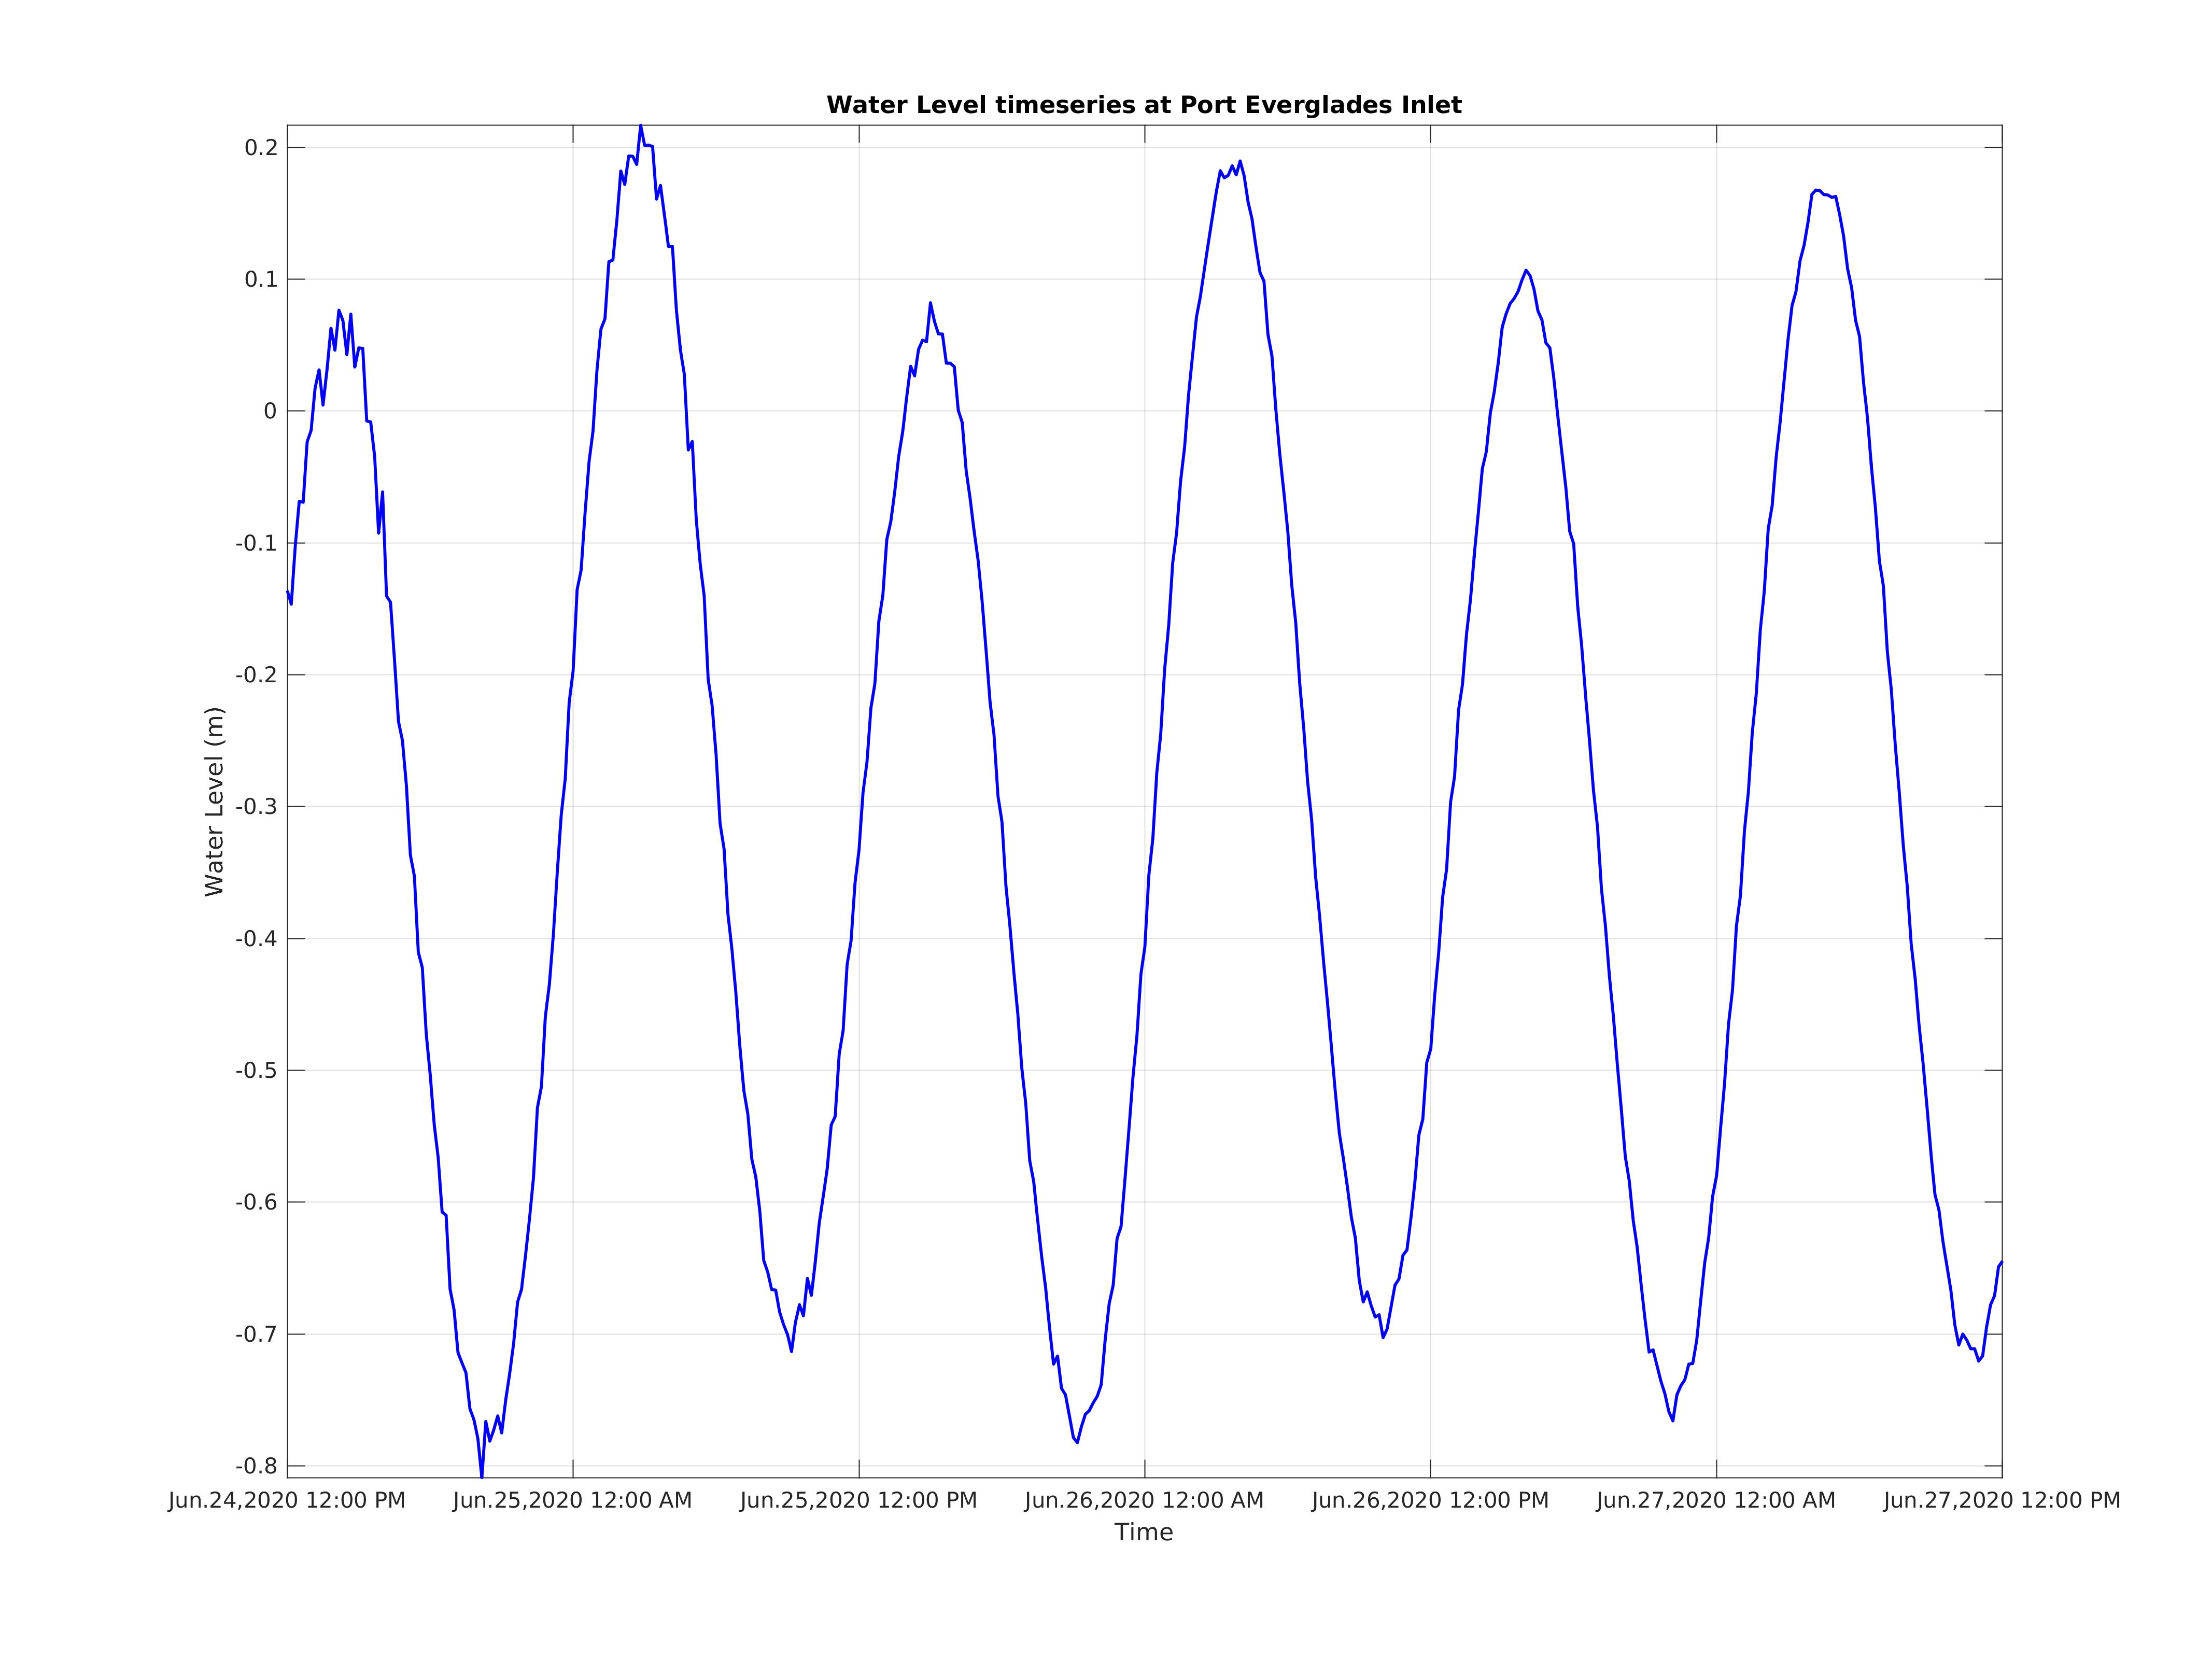 Water Level timeseries at Port Everglades Inlet
0.2
0.1
0
-0.1
-0.2
-0.3
-0.4
-0.5
-0.6
-0.7
-0.8
Water Level (m)
Jun.24,2020 12:00 PM Jun.25,2020 12:00 AM Jun.25,2020 12:00 PM Jun.26,2020 12:00 AM Jun.26,2020 12:00 PM Jun.27,2020 12:00 AM Jun.27,2020 12:00 PM
Time